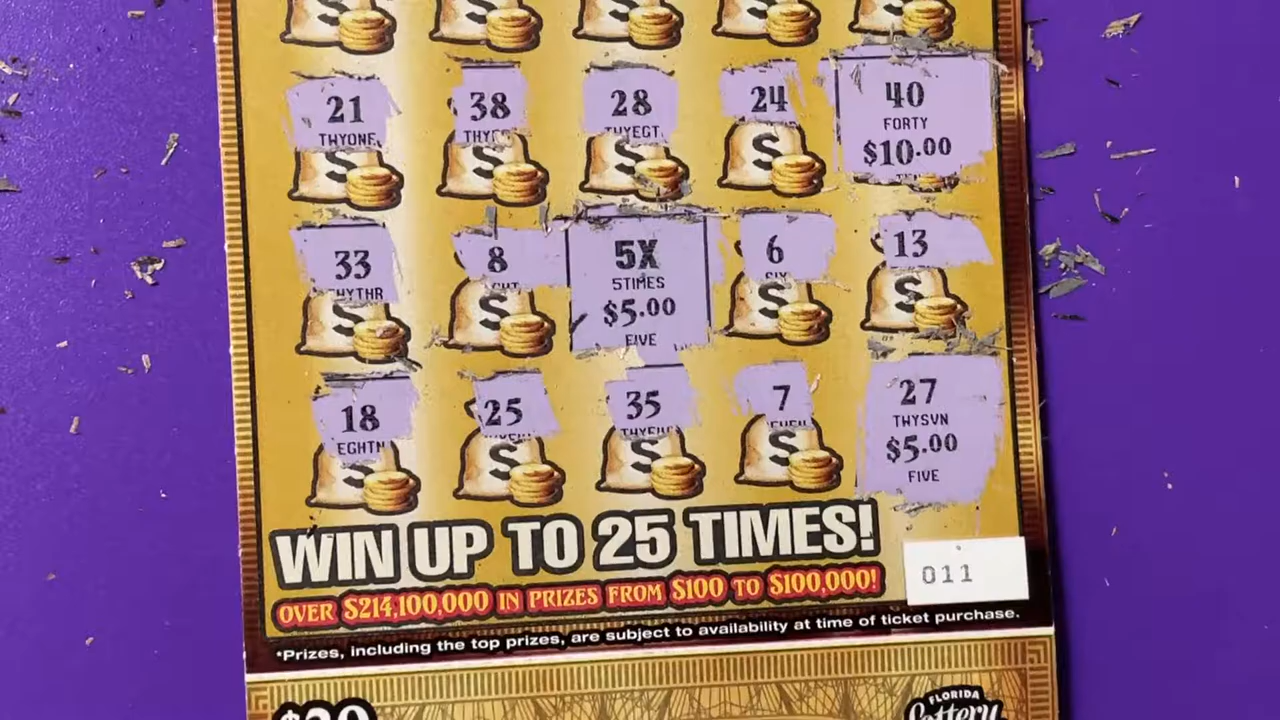 21 38 28 24 40
THYONE FORTY
$10.00
33 8 5X 6 13
5TIMES
$5.00
FIVE
18 25 35 7 27
EGHTN TWYSVN
$5.00
FIVE
WIN UP TO 25 TIMES!
011
OVER $214,100,000 IN PRIZES FROM $100 TO $100,000!
*Prizes, including the top prizes, are subject to availability at time of ticket purchase.
FLORIDA
Lottery